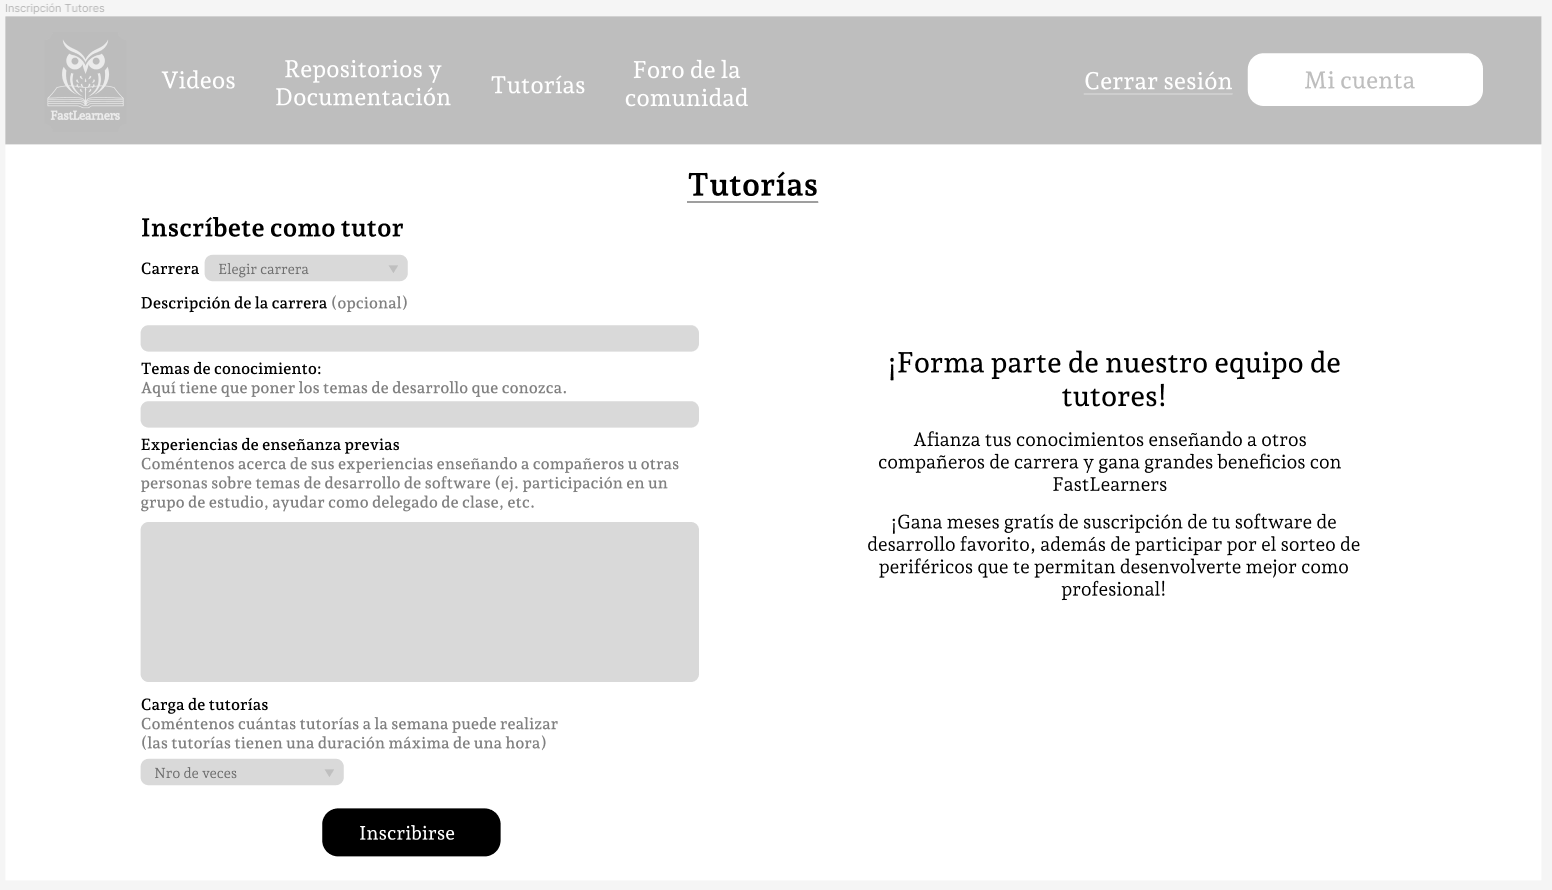 Inscripción Tutores
FastLearners
Videos
Repositorios y
Documentación
Tutorías
Foro de la
comunidad
Cerrar sesión
Mi cuenta
Tutorías
Inscríbete como tutor
Carrera
Elegir carrera
Descripción de la carrera (opcional)
Temas de conocimiento:
Aquí tiene que poner los temas de desarrollo que conozca.
Experiencias de enseñanza previas
Coméntenos acerca de sus experiencias enseñando a compañeros u otras
personas sobre temas de desarrollo de software (ej. participación en un
grupo de estudio, ayudar como delegado de clase, etc.
Carga de tutorías
Coméntenos cuántas tutorías a la semana puede realizar
(las tutorías tienen una duración máxima de una hora)
Nro de veces
Inscribirse
¡Forma parte de nuestro equipo de
tutores!
Afianza tus conocimientos enseñando a otros
compañeros de carrera y gana grandes beneficios con
FastLearners
¡Gana meses gratís de suscripción de tu software de
desarrollo favorito, además de participar por el sorteo de
periféricos que te permitan desenvolverte mejor como
profesional!